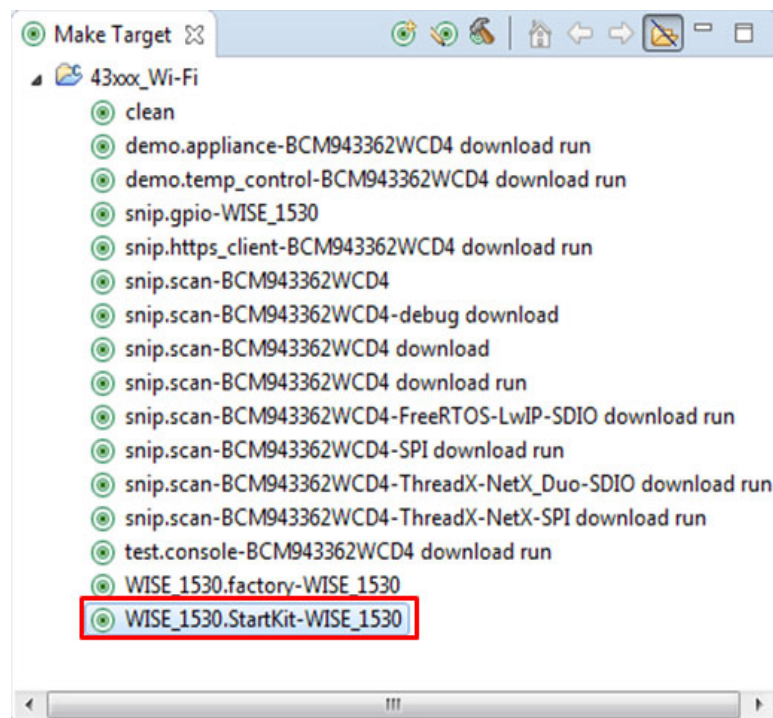 Make Target
43xxx_Wi-Fi
clean
demo.appliance-BCM943362WCD4 download run
demo.temp_control-BCM943362WCD4 download run
snip.gpio-WISE_1530
snip.https_client-BCM943362WCD4 download run
snip.scan-BCM943362WCD4
snip.scan-BCM943362WCD4-debug download
snip.scan-BCM943362WCD4 download
snip.scan-BCM943362WCD4 download run
snip.scan-BCM943362WCD4-FreeRTOS-LwIP-SDIO download run
snip.scan-BCM943362WCD4-SPI download run
snip.scan-BCM943362WCD4-ThreadX-NetX_Duo-SDIO download run
snip.scan-BCM943362WCD4-ThreadX-NetX-SPI download run
test.console-BCM943362WCD4 download run
WISE_1530.factory-WISE_1530
WISE_1530.StartKit-WISE_1530